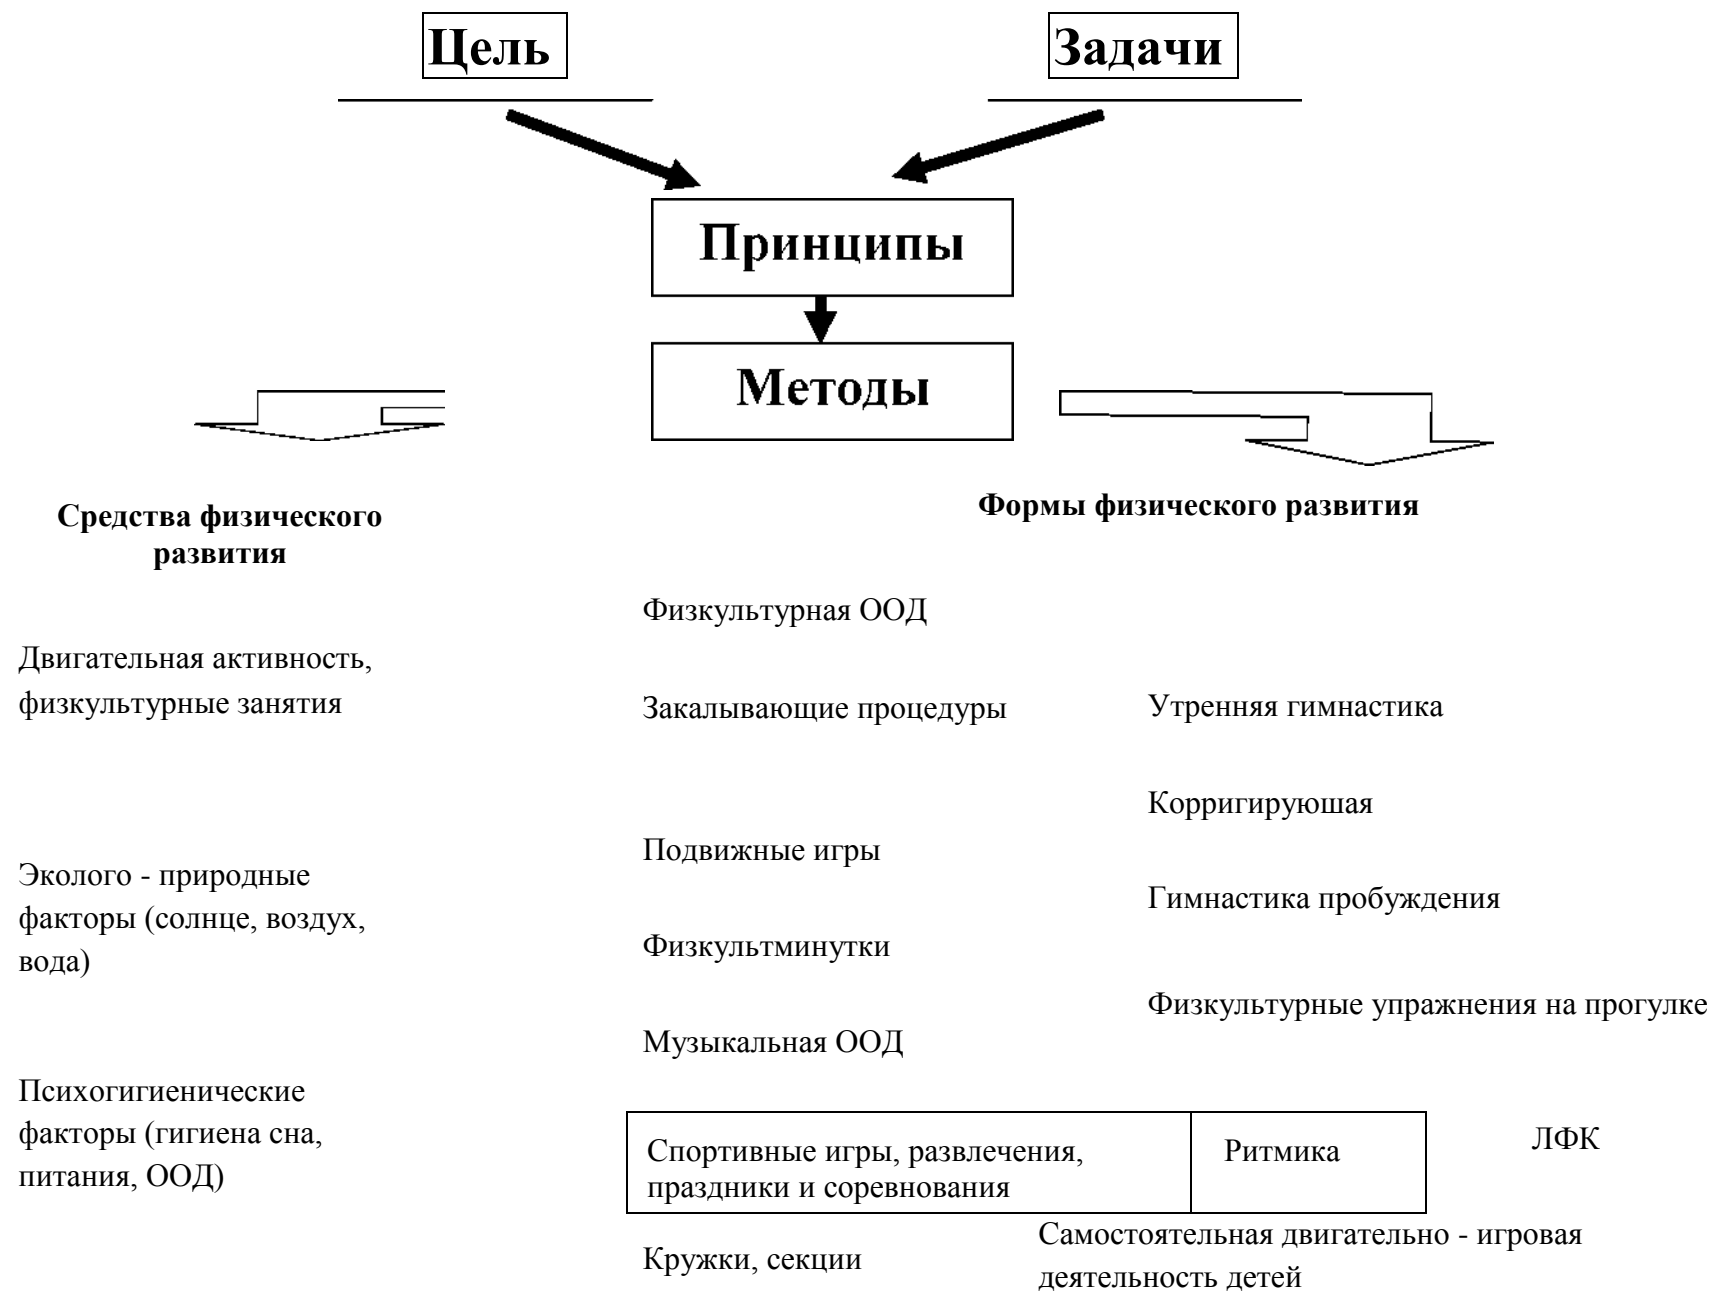 Цель
Задачи
Принципы
Методы
Средства физического
развития
Формы физического развития
Двигательная активность,
физкультурные занятия
Эколого - природные
факторы (солнце, воздух,
вода)
Психогигиенические
факторы (гигиена сна,
питания, ООД)
Физкультурная ООД
Закалывающие процедуры
Утренняя гимнастика
Корригируюшая
Подвижные игры
Гимнастика пробуждения
Физкультминутки
Физкультурные упражнения на прогулке
Музыкальная ООД
Спортивные игры, развлечения,
праздники и соревнования
Ритмика
ЛФК
Кружки, секции
Самостоятельная двигательно - игровая
деятельность детей